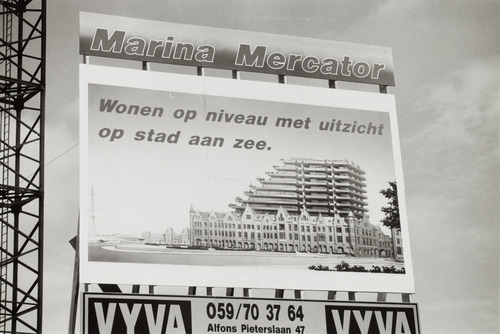 Marina Mercator
Wonen op niveau met uitzicht
op stad aan zee.
VYVA
059/70 37 64
Alfons Pieterslaan 47
VYVA